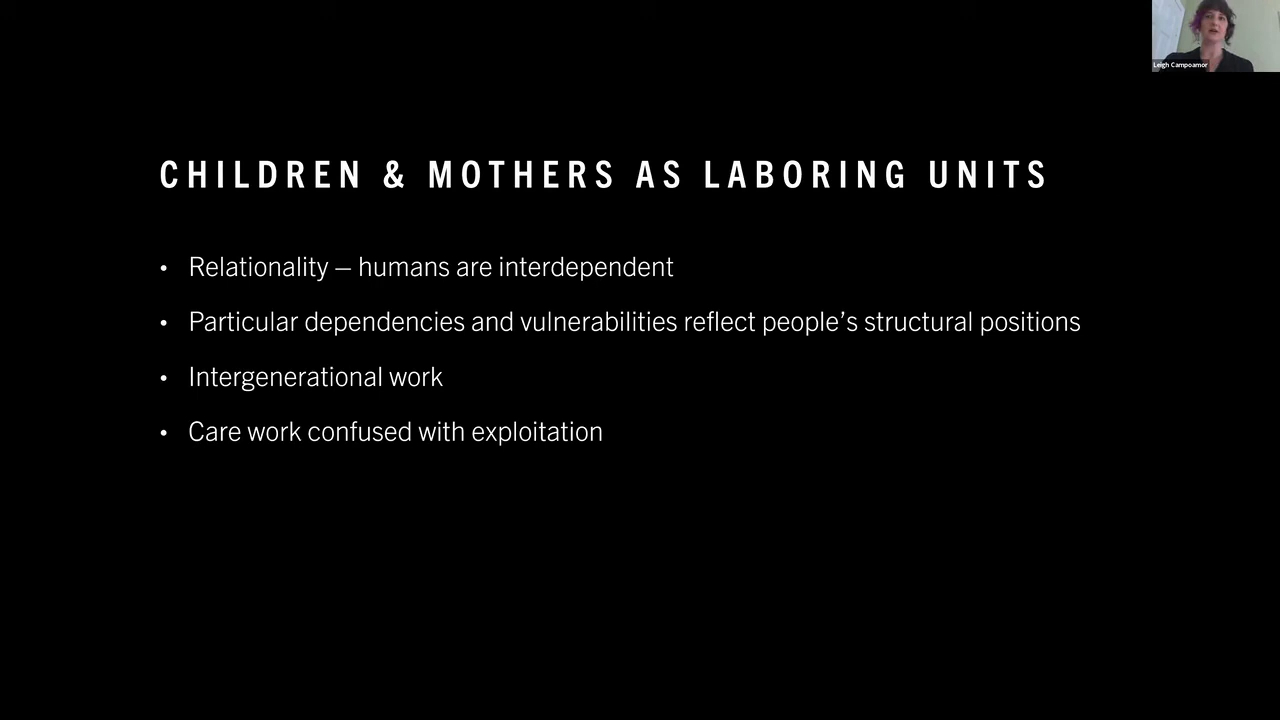 Leigh Campoamor
CHILDREN & MOTHERS AS LABORING UNITS
• Relationality – humans are interdependent
• Particular dependencies and vulnerabilities reflect people’s structural positions
• Intergenerational work
• Care work confused with exploitation